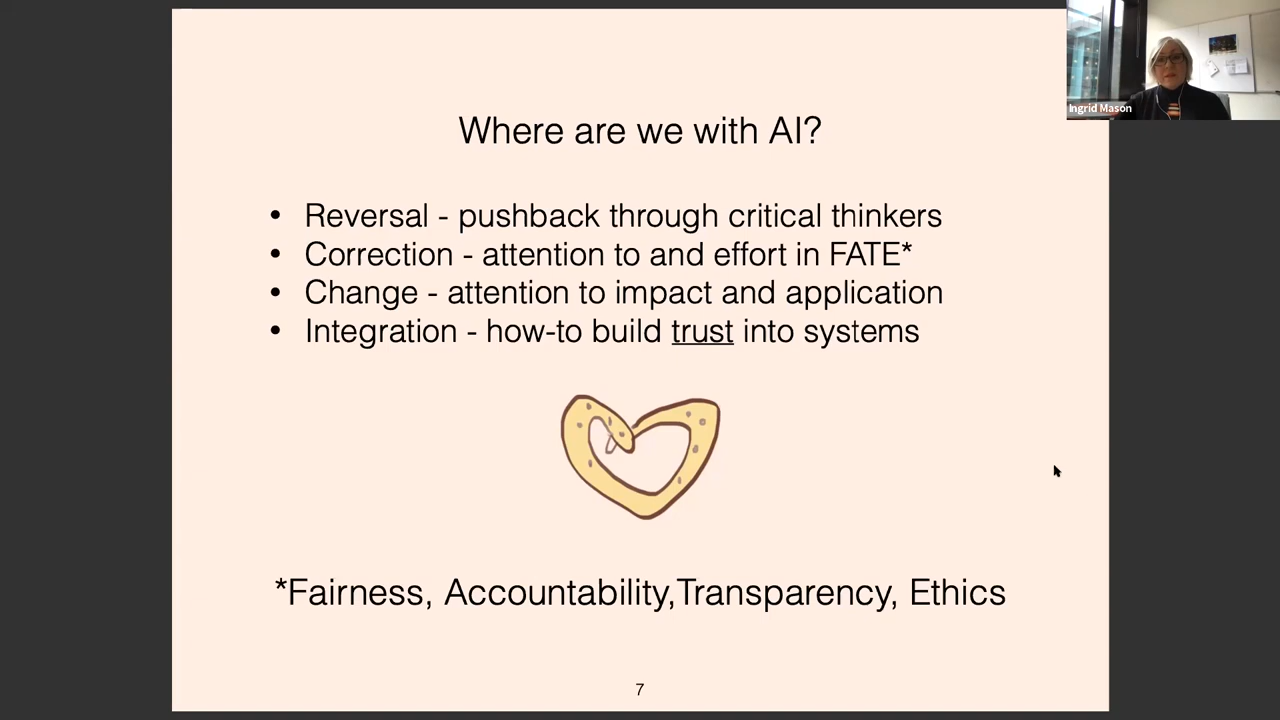 Ingrid Mason
Where are we with AI?
• Reversal - pushback through critical thinkers
• Correction - attention to and effort in FATE*
• Change - attention to impact and application
• Integration - how-to build trust into systems
*Fairness, Accountability,Transparency, Ethics
7